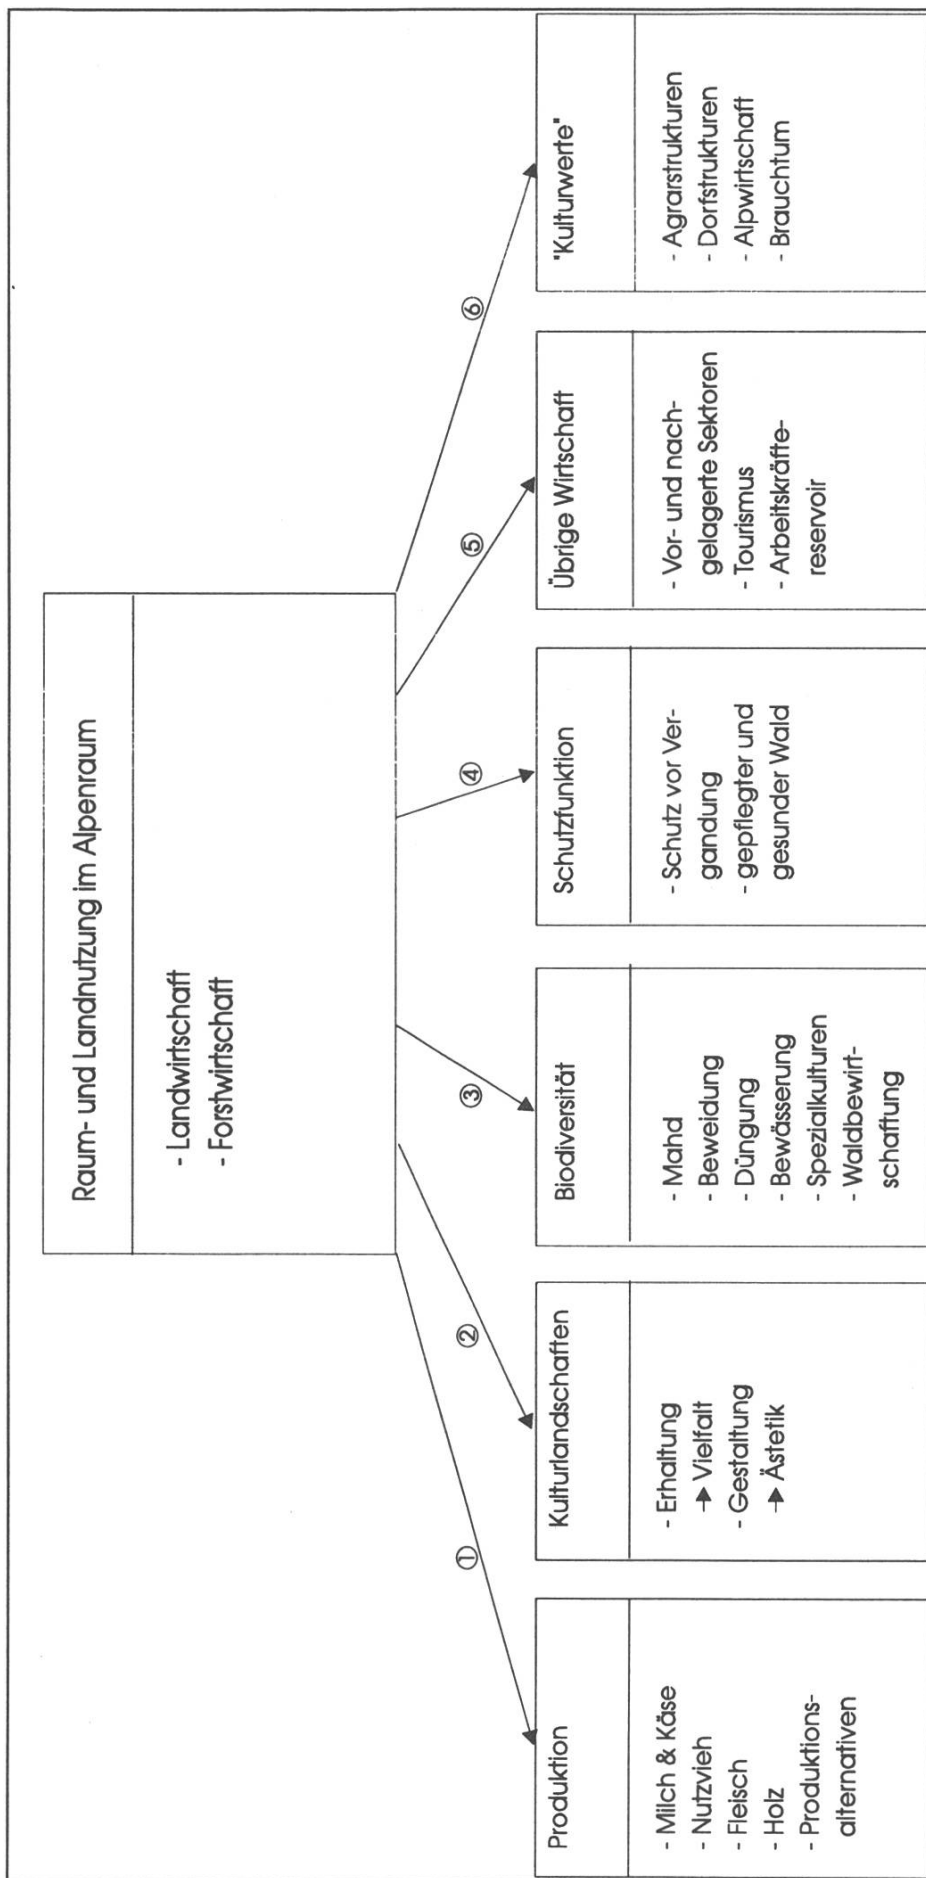 Raum- und Landnutzung im Alpenraum
- Landwirtschaft
- Forstwirtschaft
①
②
③
④
⑤
⑥
Produktion
- Milch & Käse
- Nutzvieh
- Fleisch
- Holz
- Produktions-
alternativen
Kulturlandschaften
- Erhaltung
→ Vielfalt
- Gestaltung
→ Ästetik
Biodiversität
- Mahd
- Beweidung
- Düngung
- Bewässerung
- Spezialkulturen
- Waldbewirt-
schaftung
Schutzfunktion
- Schutz vor Ver-
gandung
- gepflegter und
gesunder Wald
Übrige Wirtschaft
- Vor- und nach-
gelagerte Sektoren
- Tourismus
- Arbeitskräfte-
reservoir
"Kulturwerte"
- Agrarstrukturen
- Dorfstrukturen
- Alpwirtschaft
- Brauchtum